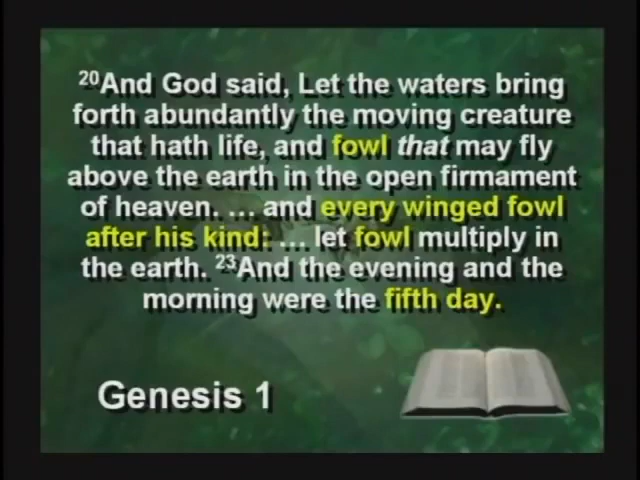 20And God said, Let the waters bring
forth abundantly the moving creature
that hath life, and fowl that may fly
above the earth in the open firmament
of heaven. ... and every winged fowl
after his kind: ... let fowl multiply in
the earth. 23And the evening and the
morning were the fifth day.
Genesis 1